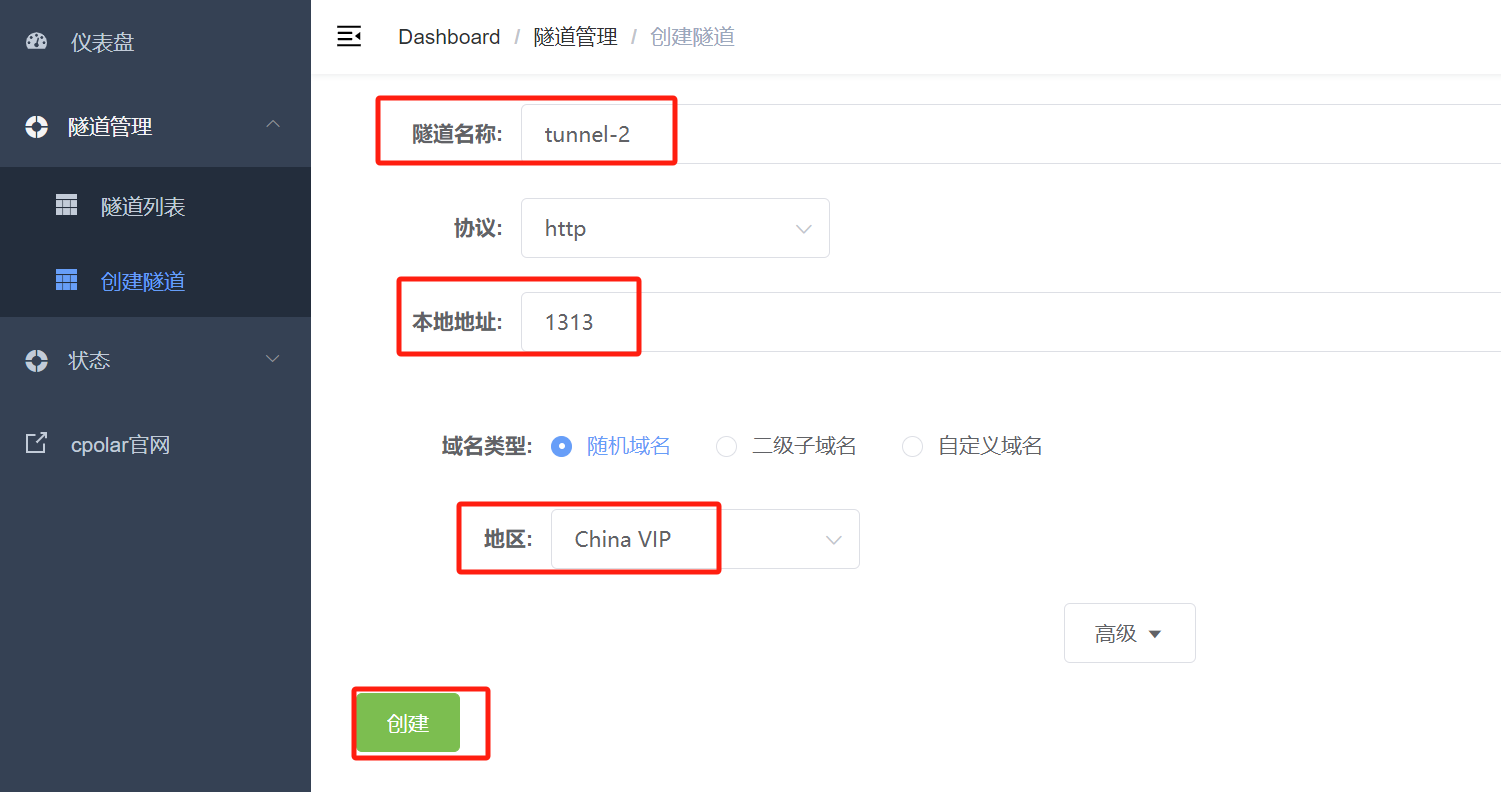 仪表盘
隧道管理
隧道列表
创建隧道
状态
cpolar官网
Dashboard / 隧道管理 / 创建隧道
隧道名称: tunnel-2
协议: http
本地地址: 1313
域名类型: 随机域名 二级子域名 自定义域名
地区: China VIP
高级
创建